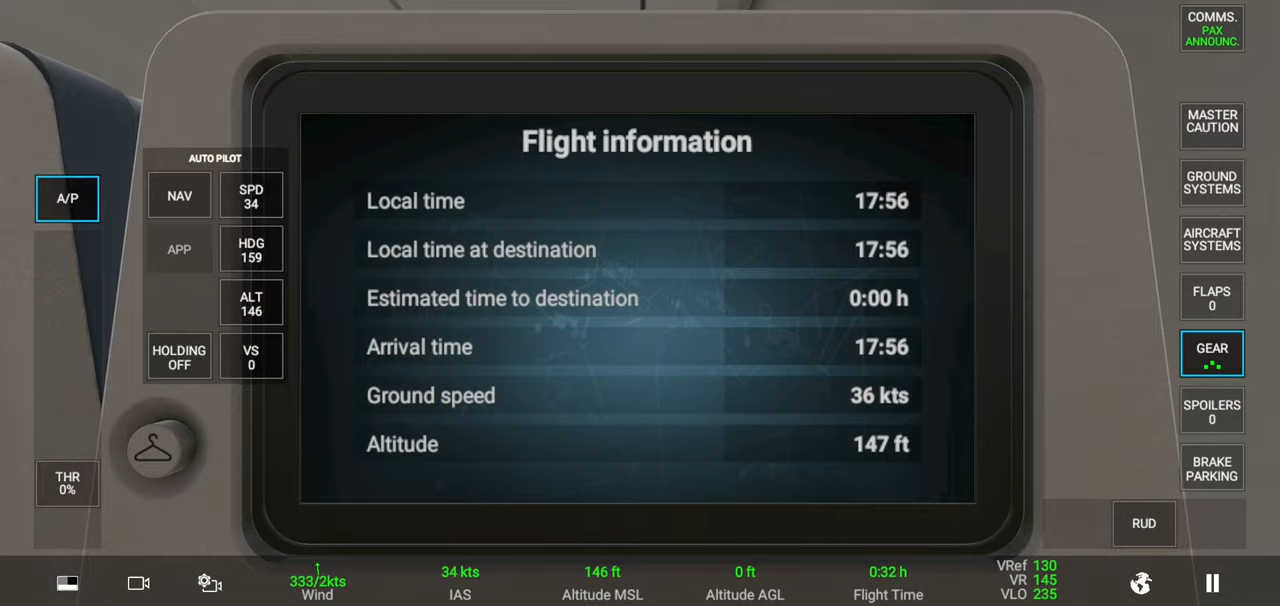 COMMS.
PAX
ANNOUNC.
MASTER
CAUTION
GROUND
SYSTEMS
AIRCRAFT
SYSTEMS
FLAPS
0
GEAR
SPOILERS
0
BRAKE
PARKING
RUD
AUTO PILOT
A/P
NAV
SPD
34
APP
HDG
159
ALT
146
HOLDING
OFF
VS
0
THR
0%
Flight information
Local time 17:56
Local time at destination 17:56
Estimated time to destination 0:00 h
Arrival time 17:56
Ground speed 36 kts
Altitude 147 ft
333/2kts
Wind
34 kts
IAS
146 ft
Altitude MSL
0 ft
Altitude AGL
0:32 h
Flight Time
VRef 130
VR 145
VLO 235